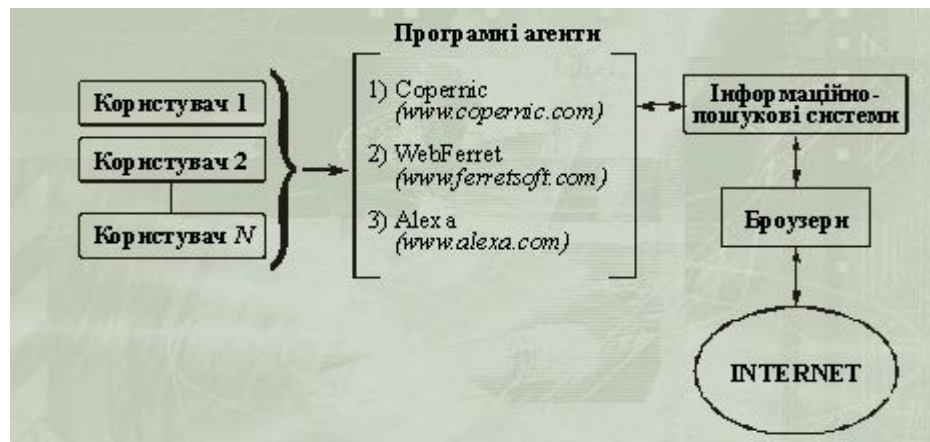 Програмні агенти
Користувач 1
Користувач 2
Користувач N
1) Copernic
(www.copernic.com)
2) WebFerret
(www.ferretsoft.com)
3) Alexa
(www.alexa.com)
Інформаційно-
пошукові системи
Броузери
INTERNET